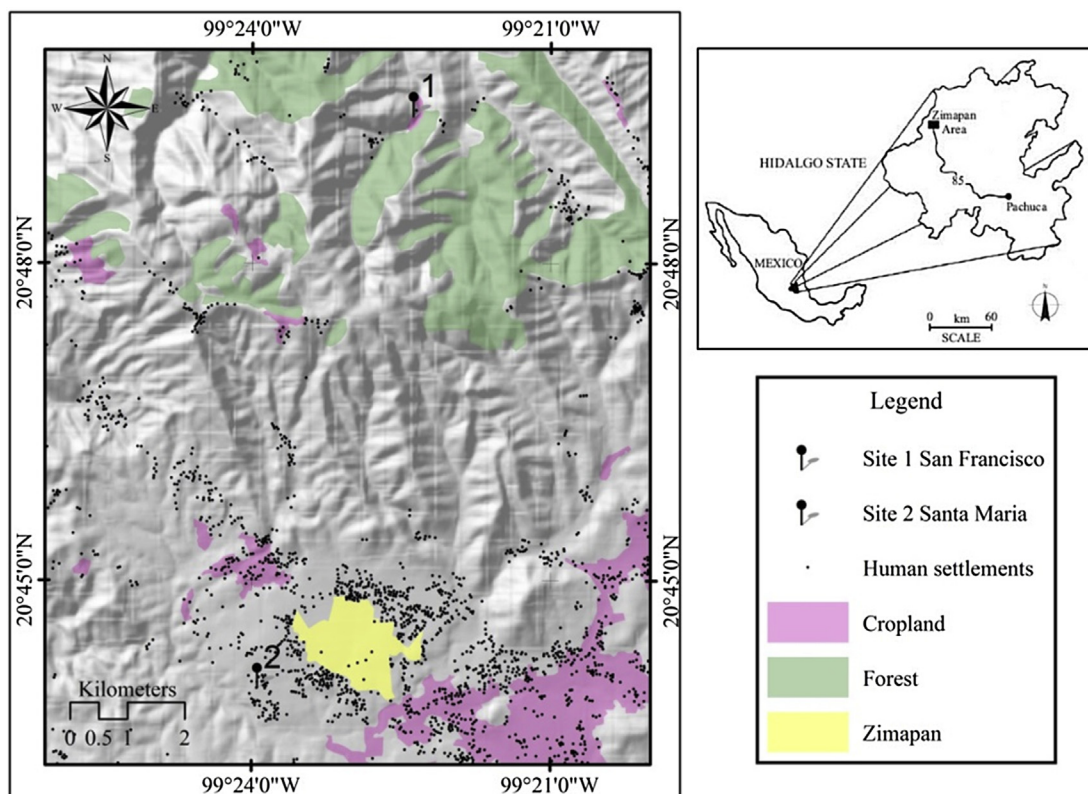 99°24'0"W
99°21'0"W
N
W
E
S
1
20°48'0"N
20°48'0"N
20°45'0"N
20°45'0"N
2
Kilometers
0 0.5 1 2
99°24'0"W
99°21'0"W
Zimapan
Area
HIDALGO STATE
85
Pachuca
MEXICO
N
0 km 60
SCALE
Legend
Site 1 San Francisco
Site 2 Santa Maria
Human settlements
Cropland
Forest
Zimapan